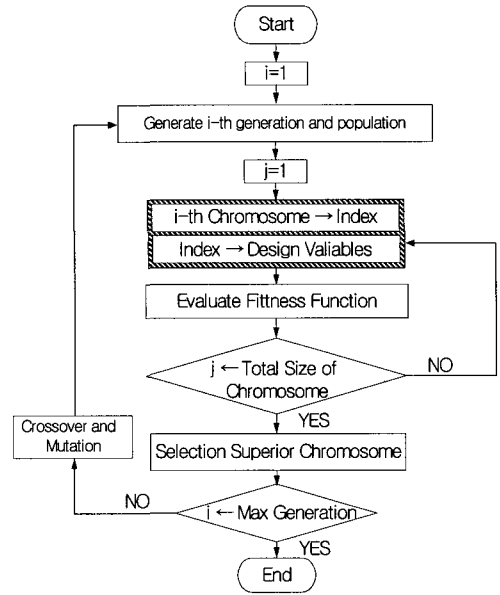 Start
i=1
Generate i-th generation and population
j=1
i-th Chromosome → Index
Index → Design Valiables
Evaluate Fittness Function
j ← Total Size of
Chromosome
NO
YES
Crossover and
Mutation
Selection Superior Chromosome
NO
i ← Max Generation
YES
End